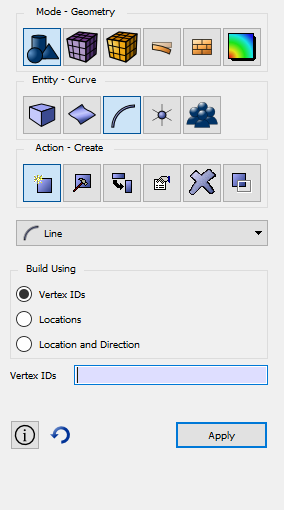 Mode - Geometry
Entity - Curve
Action - Create
Line
Build Using
Vertex IDs
Locations
Location and Direction
Vertex IDs
Apply